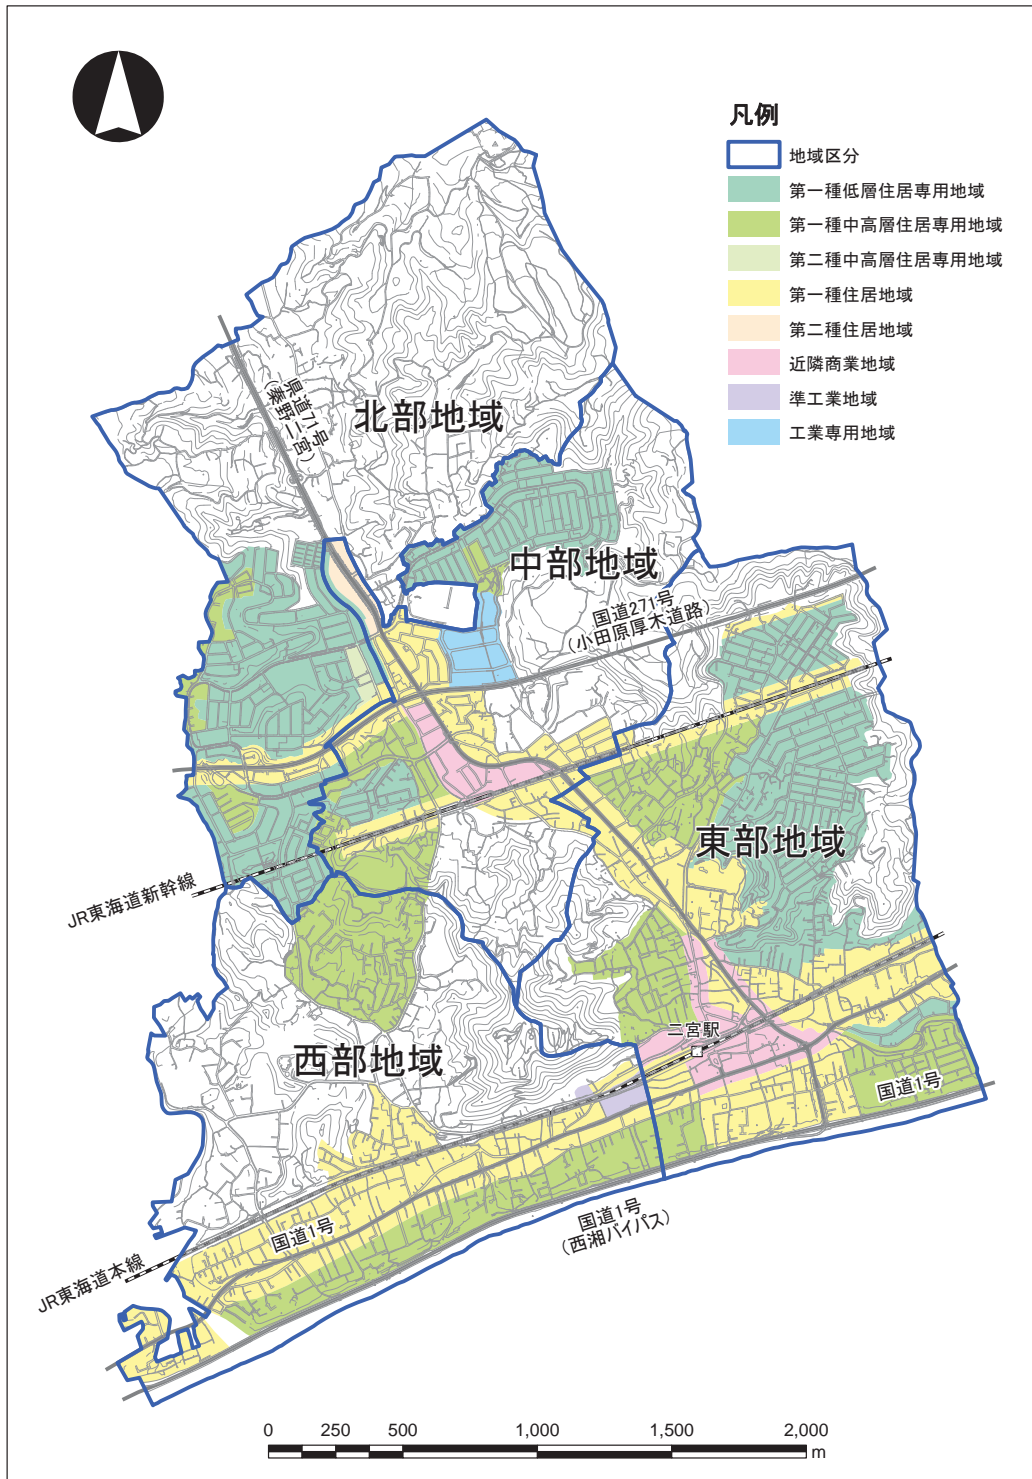 凡例
地域区分
第一種低層住居専用地域
第一種中高層住居専用地域
第二種中高層住居専用地域
第一種住居地域
第二種住居地域
近隣商業地域
準工業地域
工業専用地域
県道71号
（秦野二宮）
北部地域
中部地域
国道271号
（小田原厚木道路）
東部地域
JR東海道新幹線
二宮駅
西部地域
国道1号
国道1号
国道1号
（西湘バイパス）
JR東海道本線
0 250 500 1,000 1,500 2,000
m